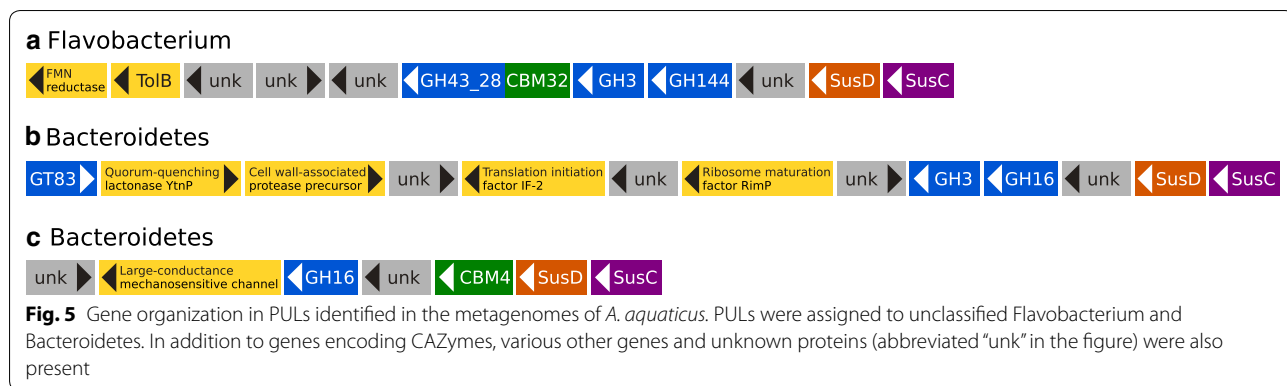 a Flavobacterium
FMN reductase TolB unk unk unk GH43_28 CBM32 GH3 GH144 unk SusD SusC
b Bacteroidetes
GT83 Quorum-quenching lactonase YtnP Cell wall-associated protease precursor unk Translation initiation factor IF-2 unk Ribosome maturation factor RimP unk GH3 GH16 unk SusD SusC
c Bacteroidetes
unk Large-conductance mechanosensitive channel GH16 unk CBM4 SusD SusC
Fig. 5 Gene organization in PULs identified in the metagenomes of A. aquaticus. PULs were assigned to unclassified Flavobacterium and
Bacteroidetes. In addition to genes encoding CAZymes, various other genes and unknown proteins (abbreviated “unk” in the figure) were also
present